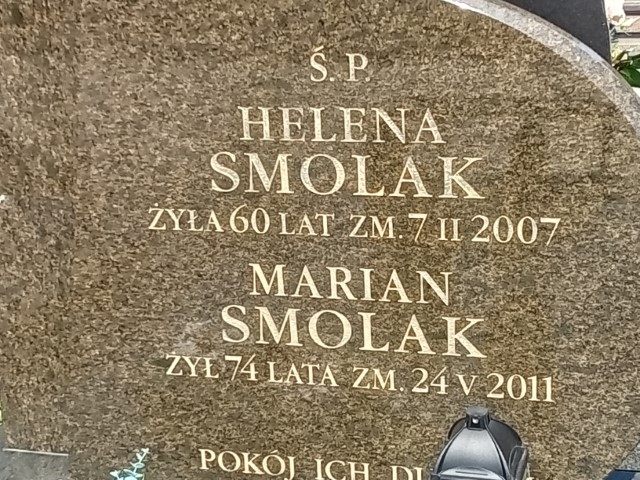 Ś. P.
HELENA
SMOLAK
ŻYŁA 60 LAT ZM. 7 II 2007
MARIAN
SMOLAK
ŻYŁ 74 LATA ZM. 24 V 2011
POKÓJ ICH